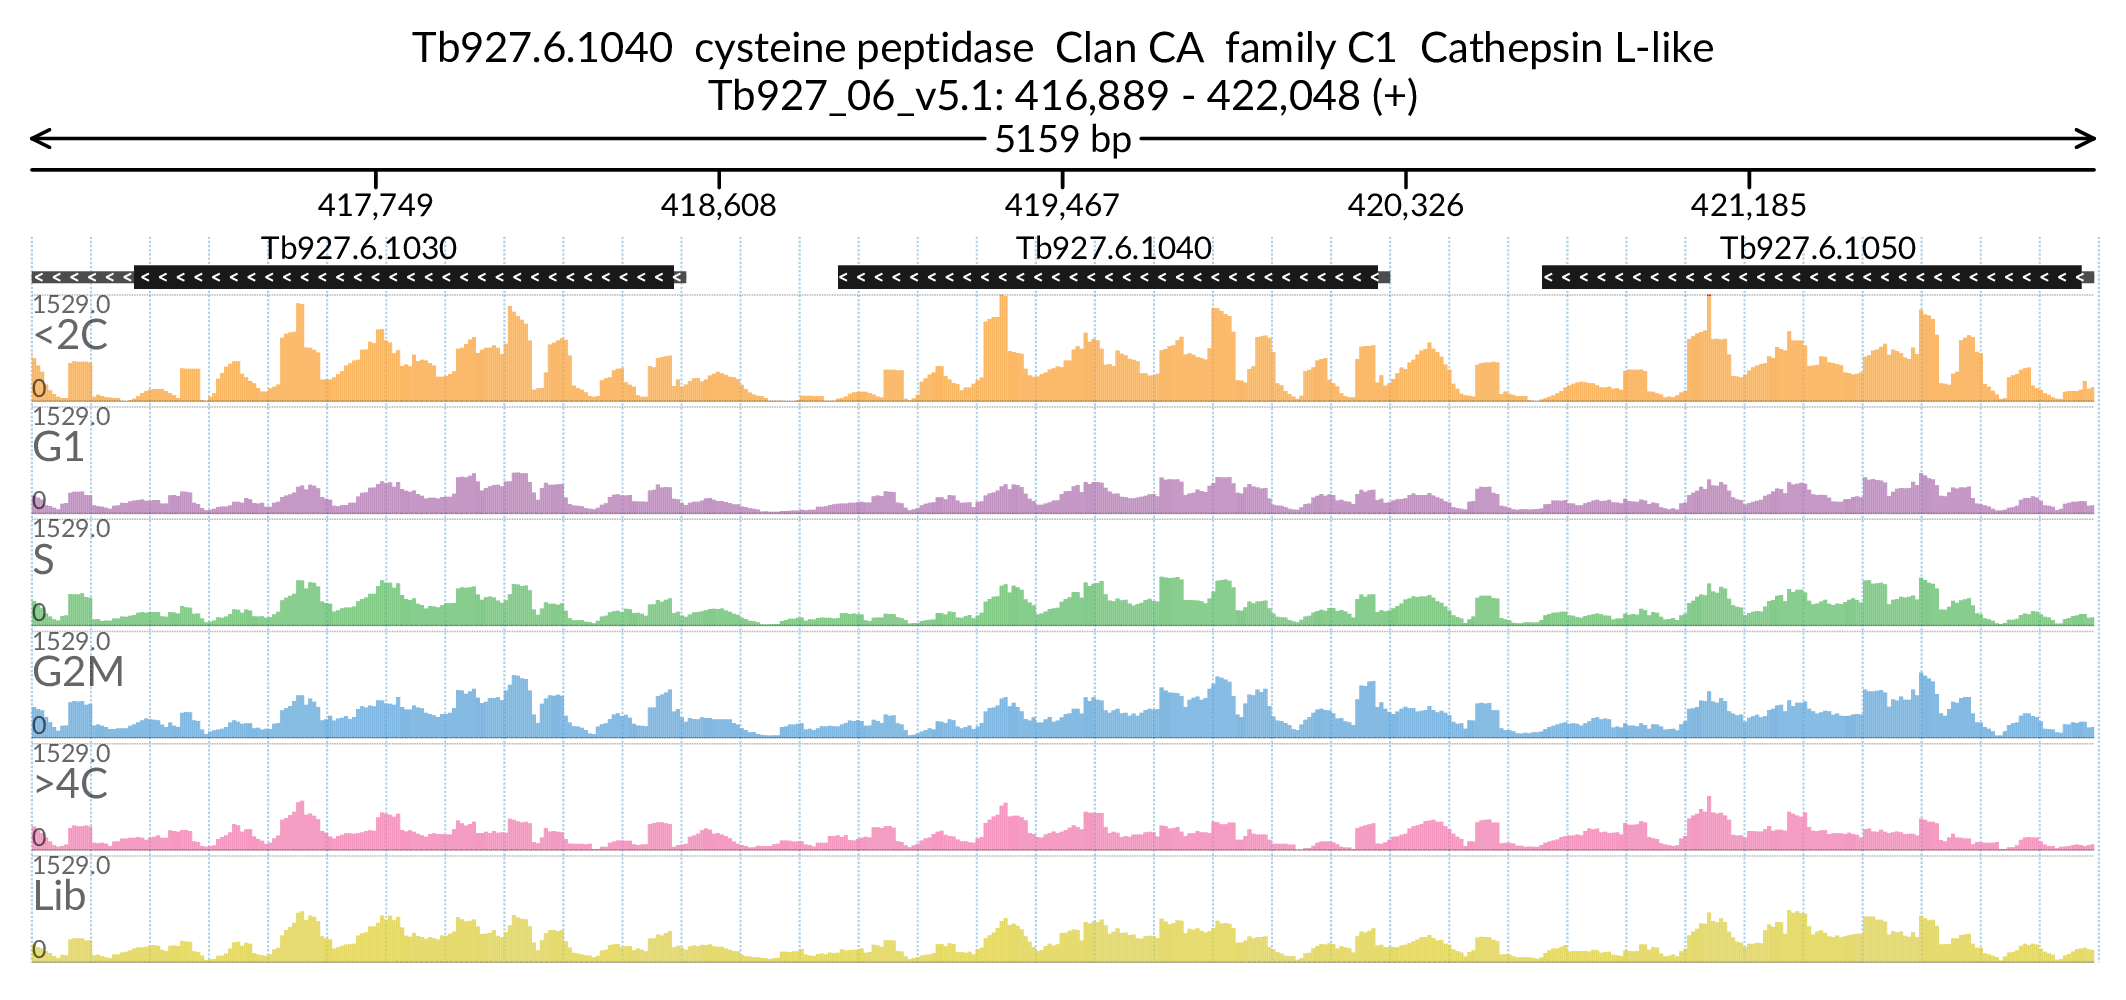 Tb927.6.1040  cysteine peptidase  Clan CA  family C1  Cathepsin L-like
Tb927_06_v5.1: 416,889 - 422,048 (+)
5159 bp
417,749 418,608 419,467 420,326 421,185
Tb927.6.1030 Tb927.6.1040 Tb927.6.1050
1529.0
<2C
0
1529.0
G1
0
1529.0
S
0
1529.0
G2M
0
1529.0
>4C
0
1529.0
Lib
0